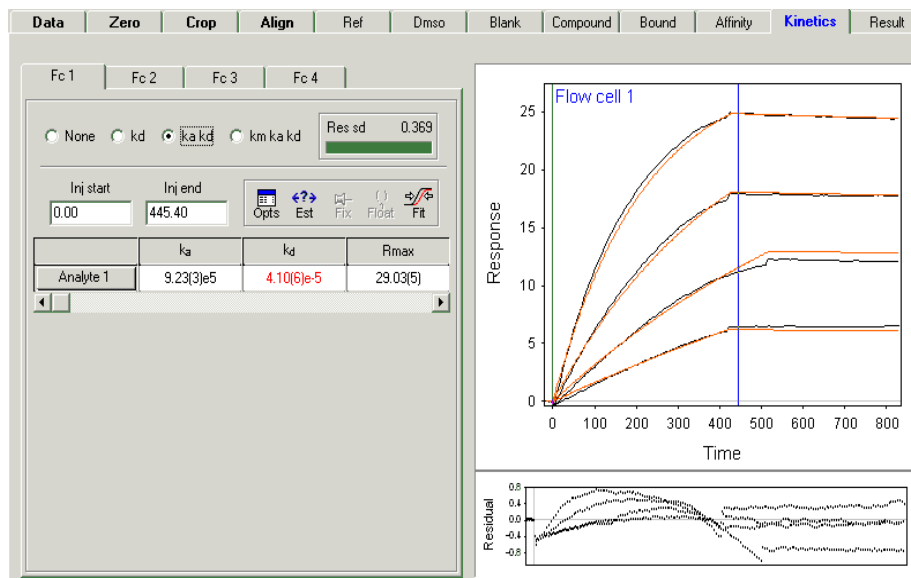 Data Zero Crop Align Ref Dmso Blank Compound Bound Affinity Kinetics Result
Fc 1 Fc 2 Fc 3 Fc 4
None kd ka kd km ka kd Res sd 0.369
Inj start Inj end
0.00 445.40
Opts Est Fix Float Fit
ka kd Rmax
Analyte 1 9.23(3)e5 4.10(6)e-5 29.03(5)
Flow cell 1
Response
25
20
15
10
5
0
0 100 200 300 400 500 600 700 800
Time
Residual
0.8
0.4
0.0
-0.4
-0.8